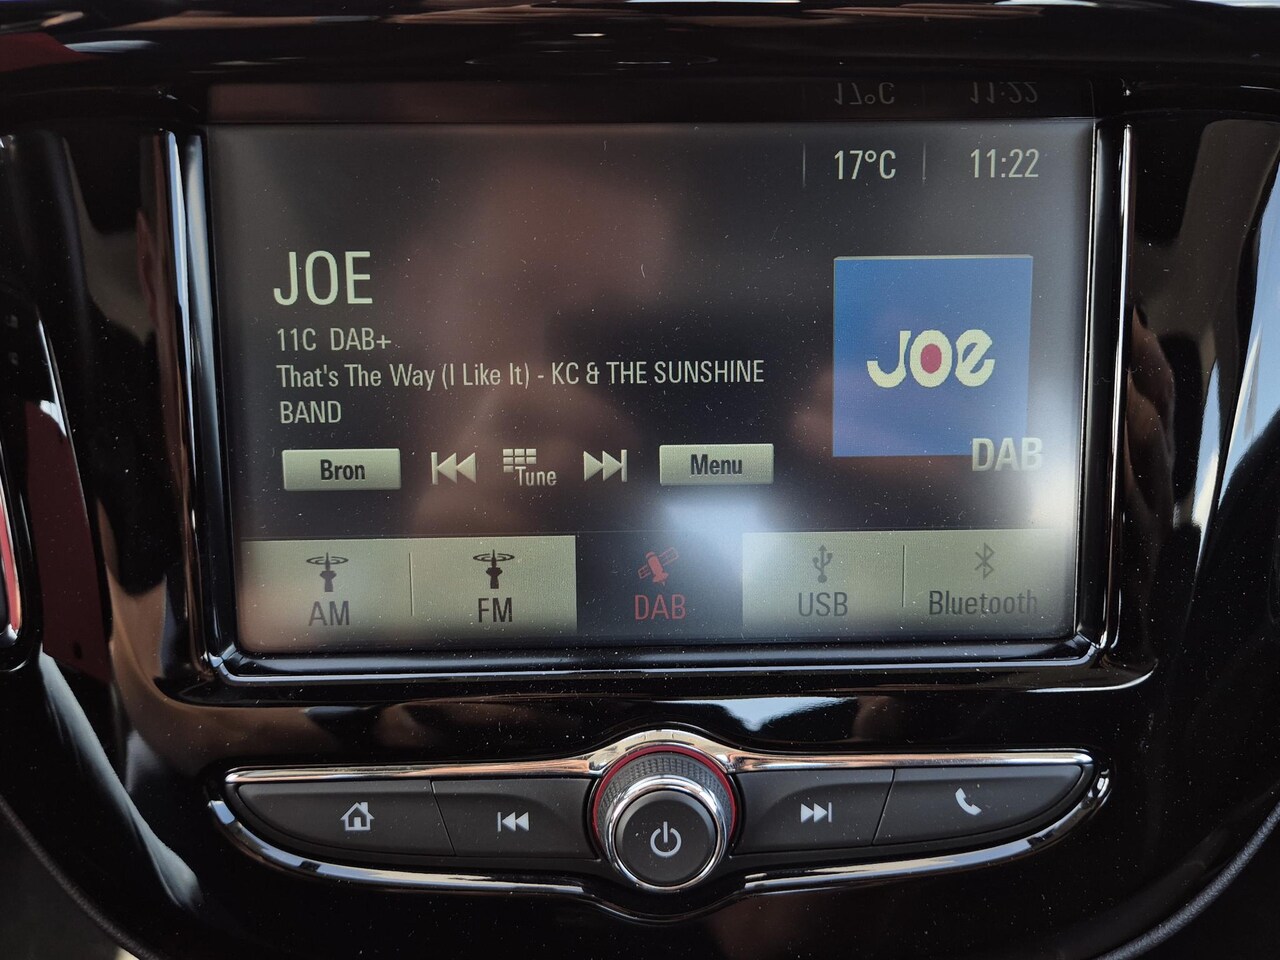 17°C 11:22
JOE
11C DAB+
That's The Way (I Like It) - KC & THE SUNSHINE
BAND
JOe
DAB
Bron Tune Menu
AM FM DAB USB Bluetooth